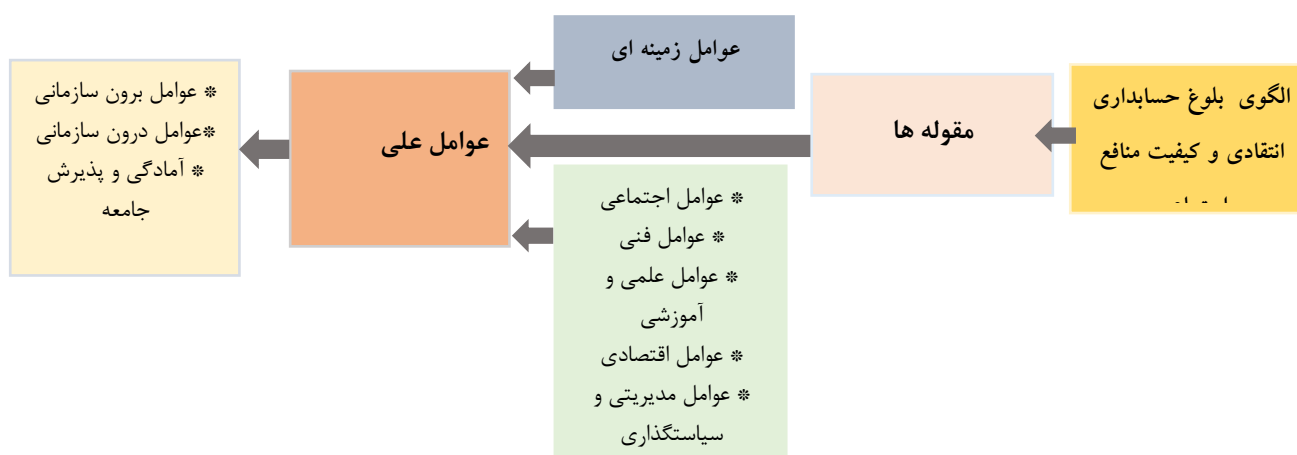 الگوی بلوغ حسابداری
انتقادی و کیفیت منافع
مقوله ها
عوامل زمینه ای
* عوامل اجتماعی
* عوامل فنی
* عوامل علمی و
آموزشی
* عوامل اقتصادی
* عوامل مدیریتی و
سیاستگذاری
عوامل علی
* عوامل برون سازمانی
*عوامل درون سازمانی
* آمادگی و پذیرش
جامعه